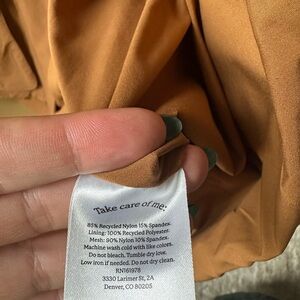 Take care of me:
85% Recycled Nylon 15% Spandex.
Lining: 100% Recycled Polyester.
Mesh: 90% Nylon 10% Spandex.
Machine wash cold with like colors.
Do not bleach. Tumble dry low.
Low iron if needed. Do not dry clean.
RN161978
3330 Larimer St, 2A
Denver, CO 80205